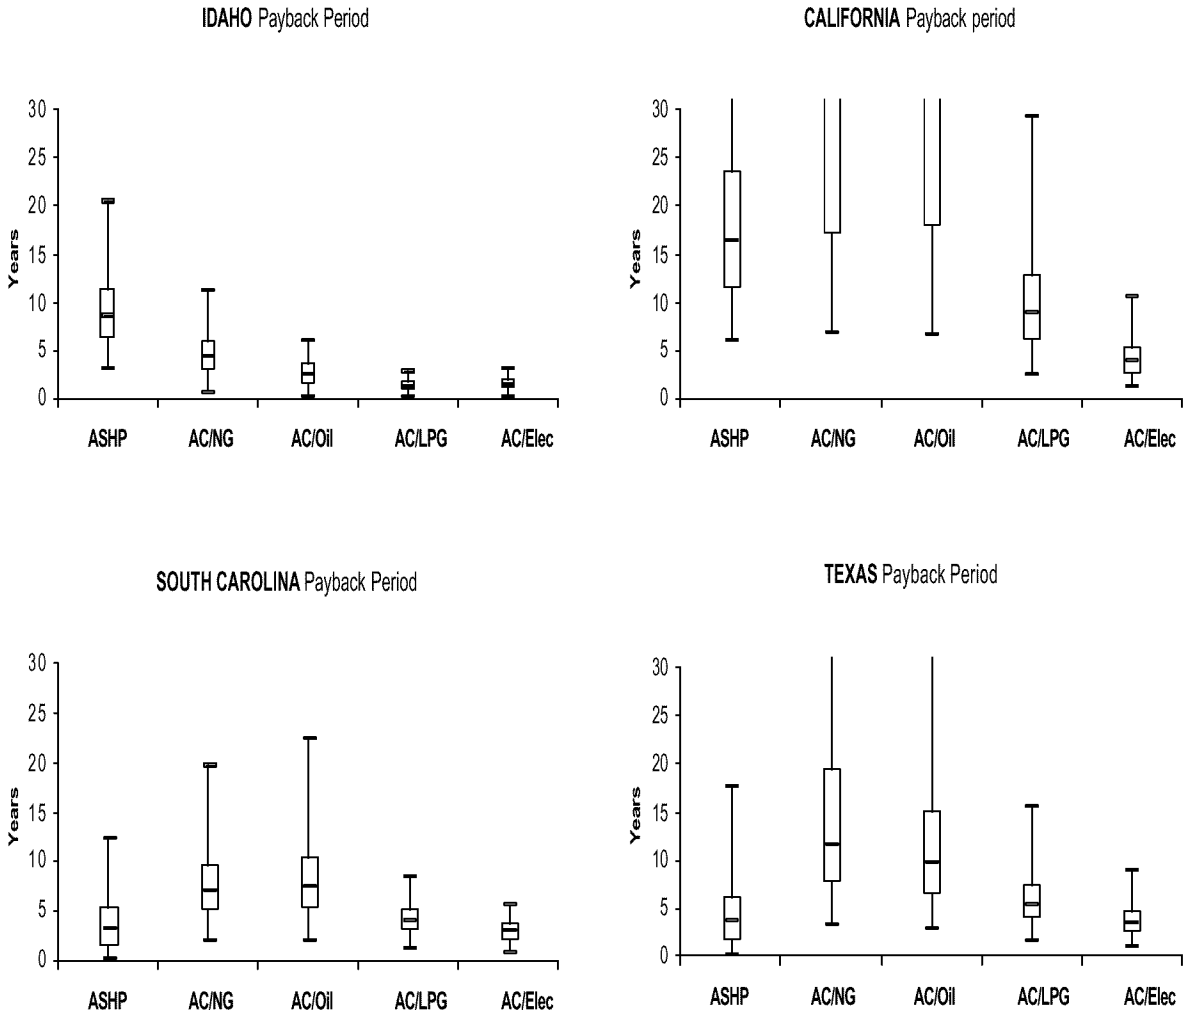 IDAHO Payback Period
30
25
20
15
10
5
0
Years
ASHP AC/NG AC/Oil AC/LPG AC/Elec
CALIFORNIA Payback period
30
25
20
15
10
5
0
Years
ASHP AC/NG AC/Oil AC/LPG AC/Elec
SOUTH CAROLINA Payback Period
30
25
20
15
10
5
0
Years
ASHP AC/NG AC/Oil AC/LPG AC/Elec
TEXAS Payback Period
30
25
20
15
10
5
0
Years
ASHP AC/NG AC/Oil AC/LPG AC/Elec